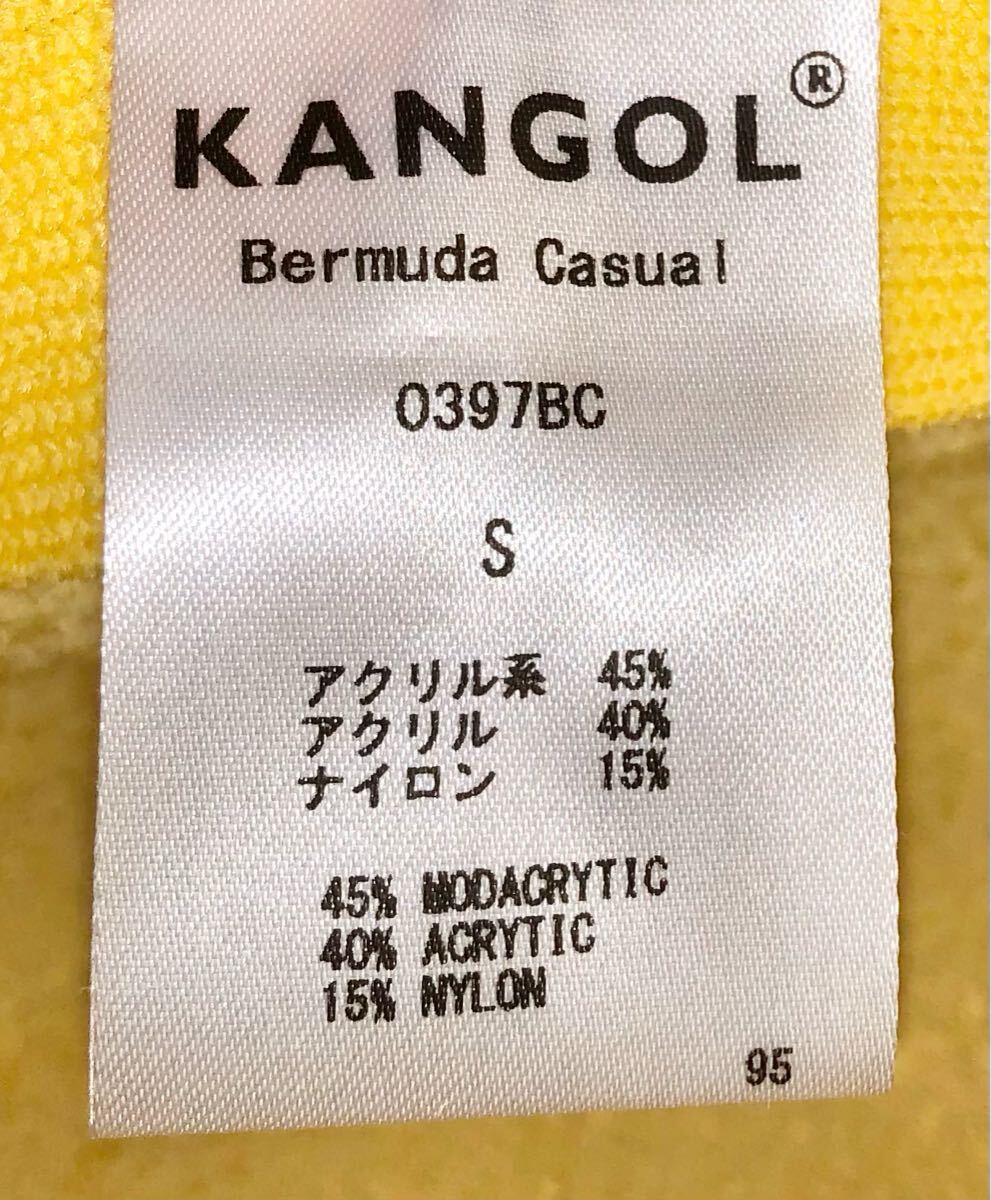 KANGOL®
Bermuda Casual
0397BC
S
アクリル系 45%
アクリル 40%
ナイロン 15%
45% MODACRYTIC
40% ACRYTIC
15% NYLON
95